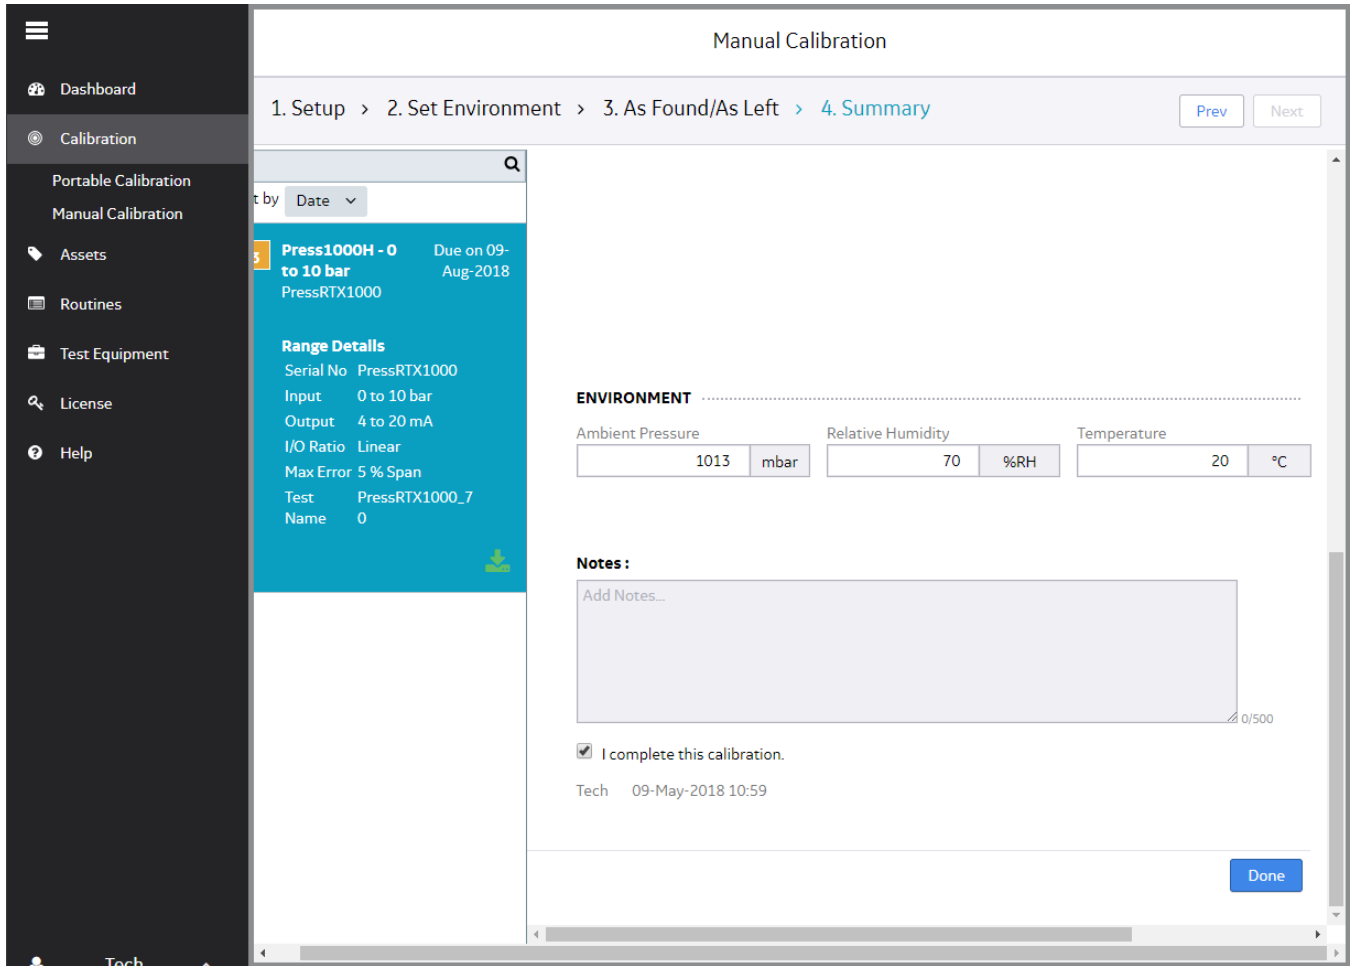 Manual Calibration
Dashboard
Calibration
Portable Calibration
Manual Calibration
Assets
Routines
Test Equipment
License
Help
Tech
1. Setup > 2. Set Environment > 3. As Found/As Left > 4. Summary
Prev
Next
t by Date
3
Press1000H - 0 to 10 bar
Due on 09-Aug-2018
PressRTX1000
Range Detalls
Serial No PressRTX1000
Input 0 to 10 bar
Output 4 to 20 mA
I/O Ratio Linear
Max Error 5 % Span
Test PressRTX1000_7
Name 0
ENVIRONMENT
Ambient Pressure Relative Humidity Temperature
1013 mbar 70 %RH 20 °C
Notes :
Add Notes...
0/500
I complete this calibration.
Tech 09-May-2018 10:59
Done